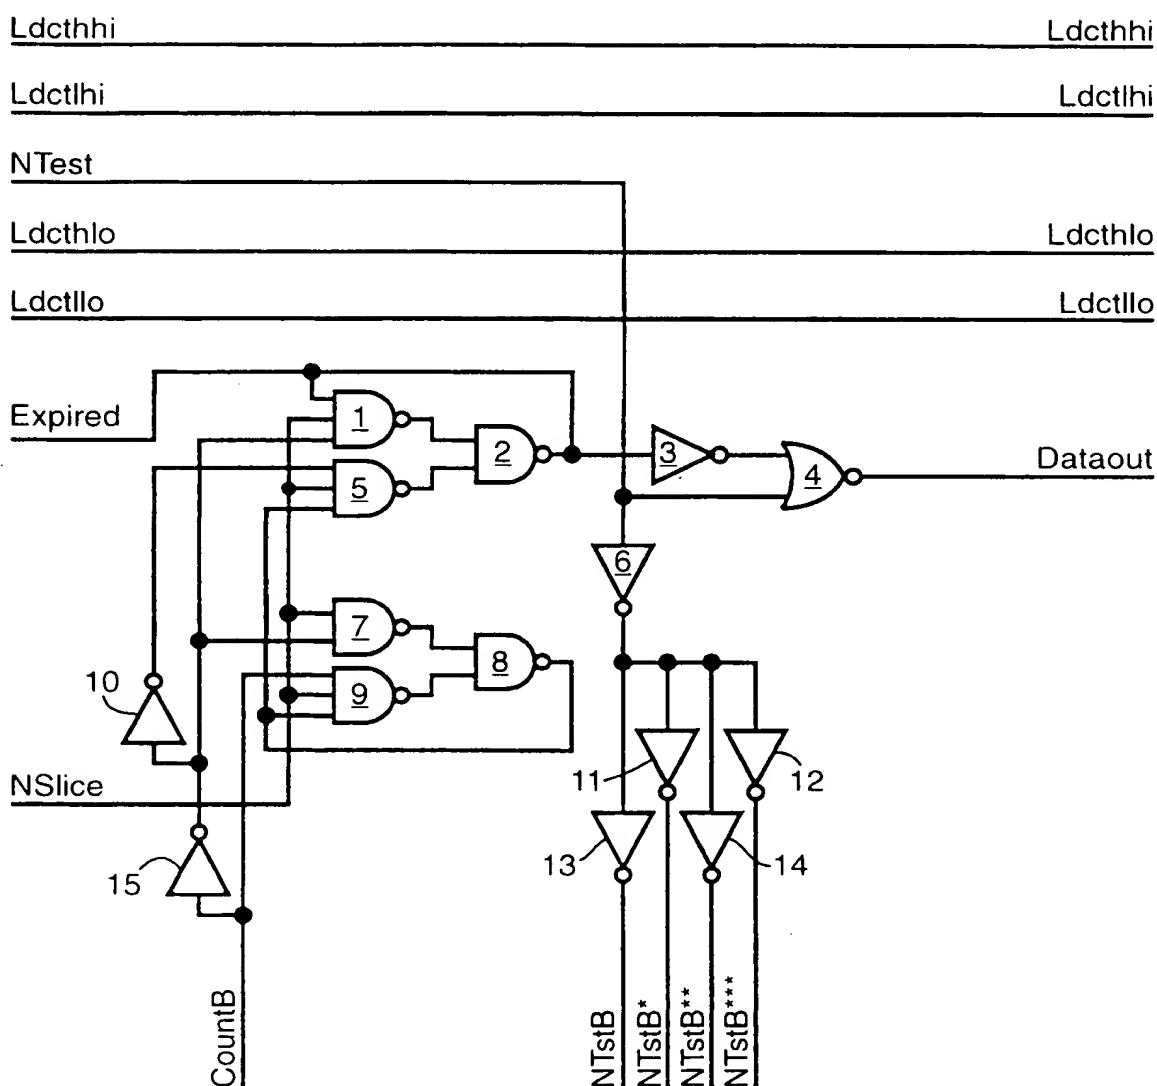 Ldcthhi Ldcthhi
Ldctlhi Ldctlhi
NTest
Ldcthlo Ldcthlo
Ldctllo Ldctllo
Expired
1
2
3
4
Dataout
5
6
7
8
9
10
11
12
NSlice
13
14
15
CountB
NTstB
NTstB*
NTstB**
NTstB***